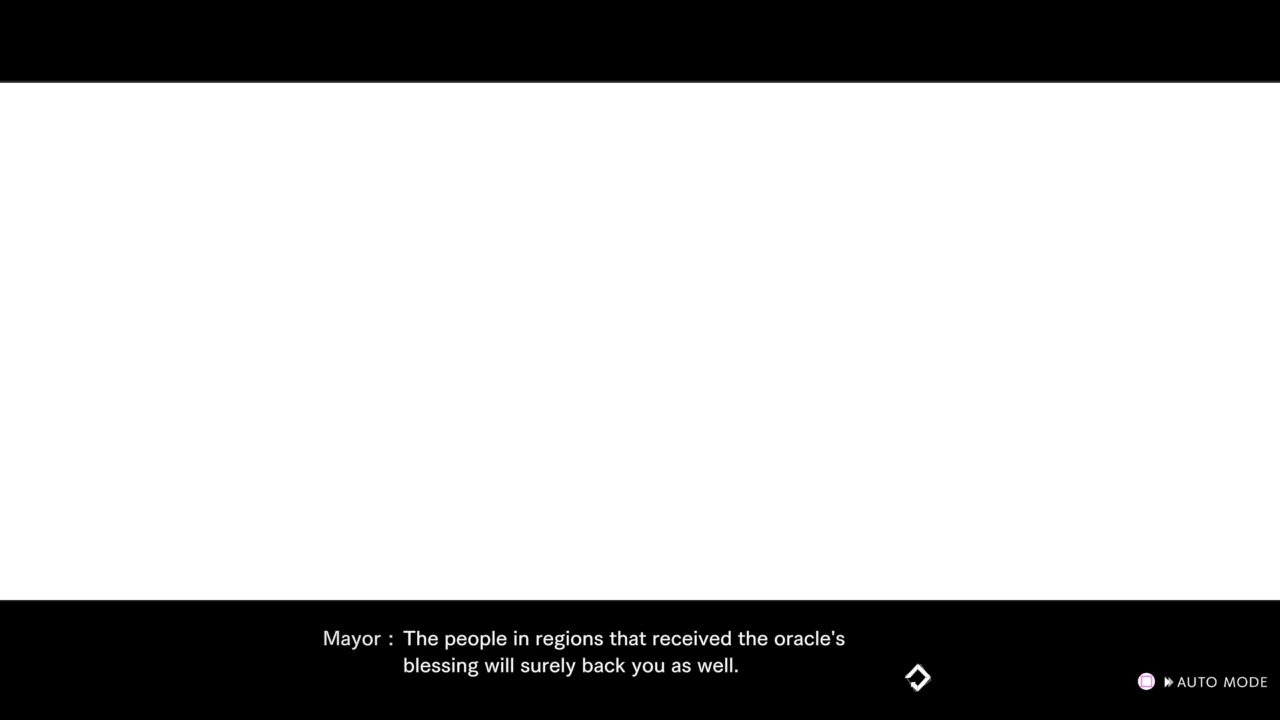 Mayor : The people in regions that received the oracle's
blessing will surely back you as well.
AUTO MODE